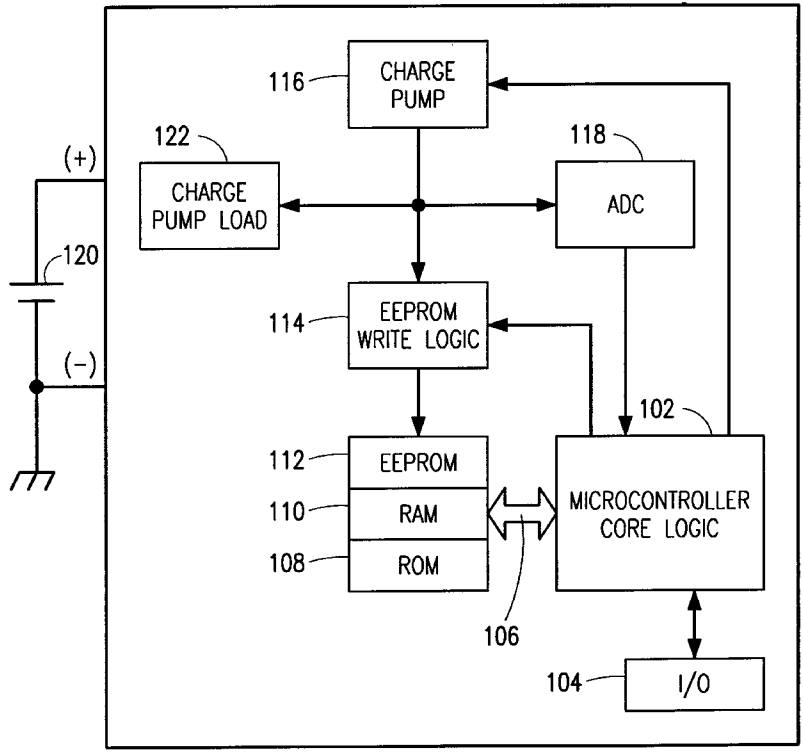 116
CHARGE
PUMP
122
118
(+)
CHARGE
PUMP LOAD
ADC
120
114
EEPROM
WRITE LOGIC
(-)
102
112
EEPROM
110
RAM
MICROCONTROLLER
CORE LOGIC
108
ROM
106
104
I/O